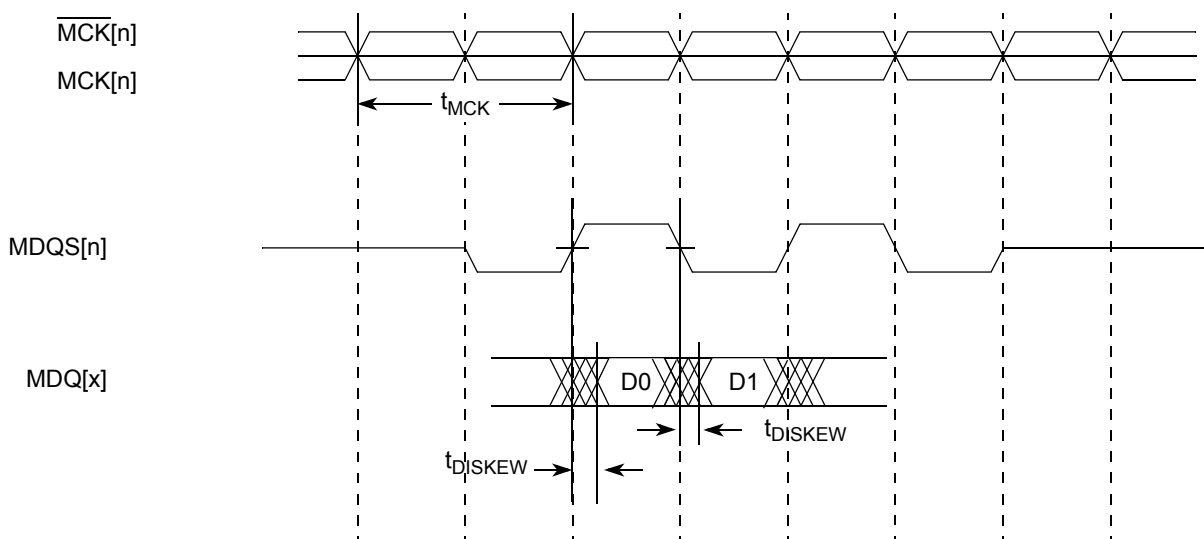 MCK[n]
MCK[n]
tMCK
MDQS[n]
MDQ[x]
D0
D1
tDISKEW
tDISKEW